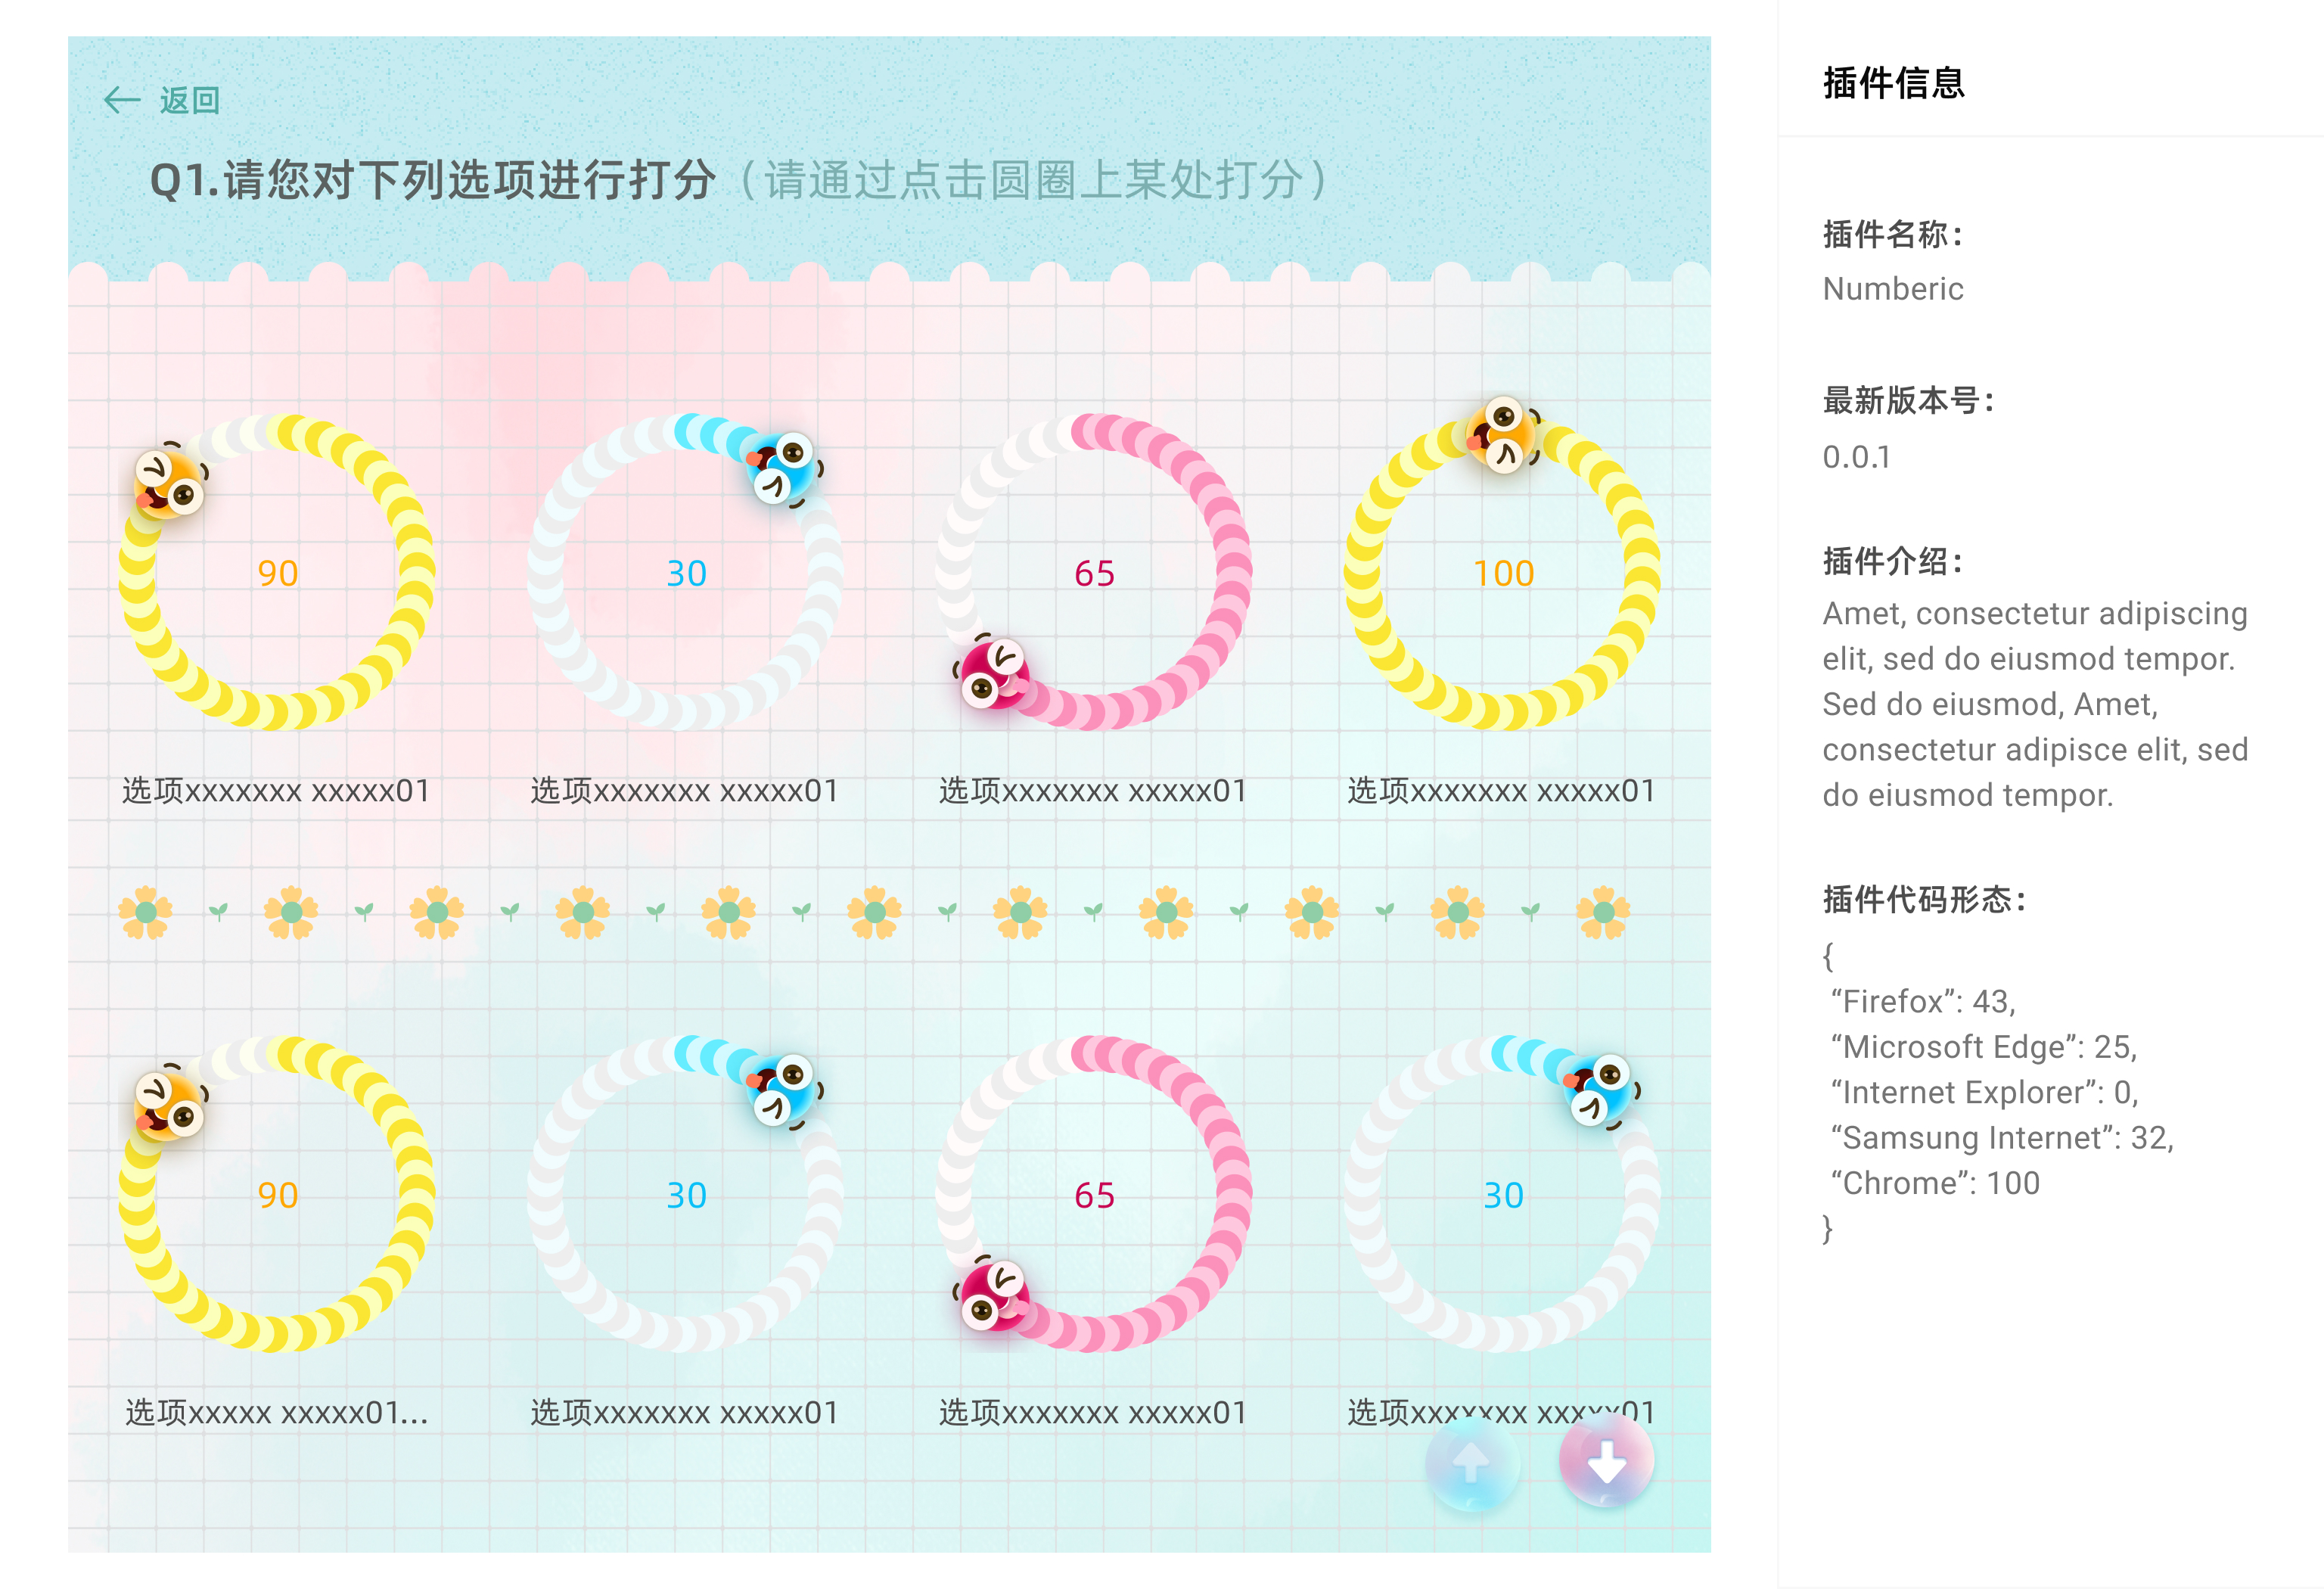 返回
Q1.请您对下列选项进行打分（请通过点击圆圈上某处打分）
90
30
65
100
选项xxxxxxx xxxxx01
选项xxxxxxx xxxxx01
选项xxxxxxx xxxxx01
选项xxxxxxx xxxxx01
90
30
65
30
选项xxxxx xxxxx01...
选项xxxxxxx xxxxx01
选项xxxxxxx xxxxx01
选项xxxxxxx xxxxx01
插件信息
插件名称：
Numberic
最新版本号：
0.0.1
插件介绍：
Amet, consectetur adipiscing
elit, sed do eiusmod tempor.
Sed do eiusmod, Amet,
consectetur adipisce elit, sed
do eiusmod tempor.
插件代码形态：
{
“Firefox”: 43,
“Microsoft Edge”: 25,
“Internet Explorer”: 0,
“Samsung Internet”: 32,
“Chrome”: 100
}